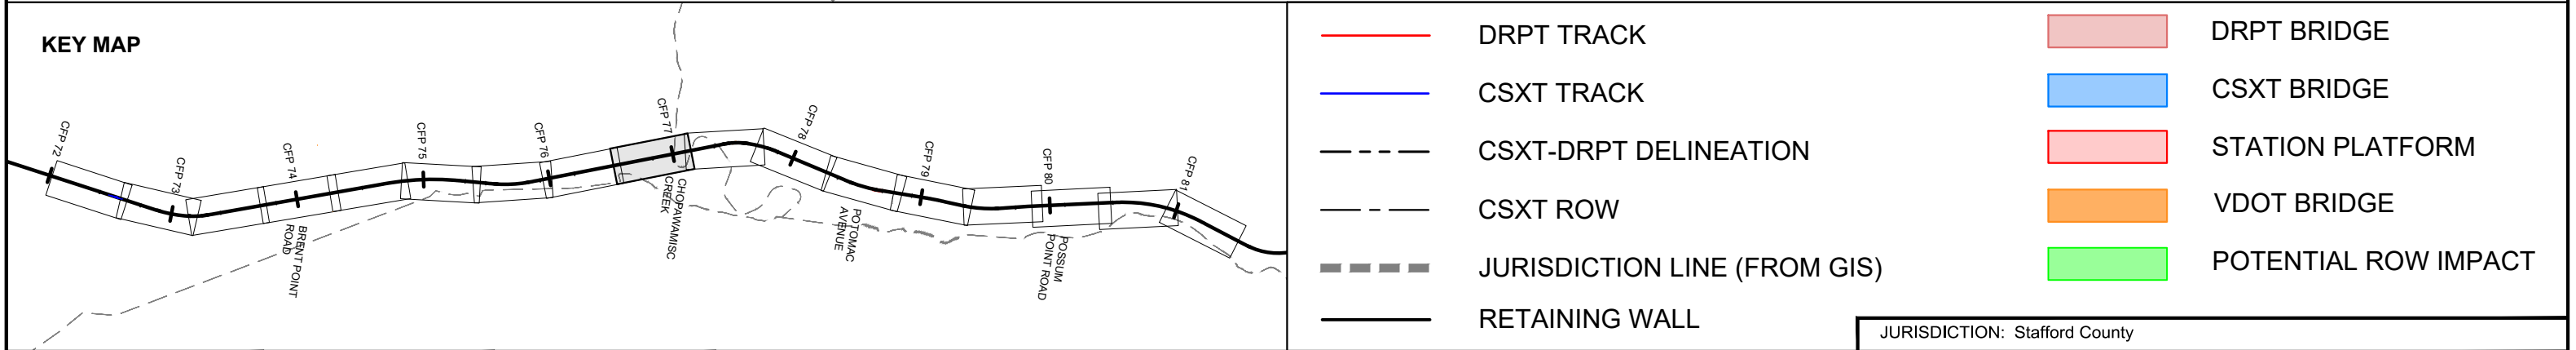 KEY MAP
CFP 72
CFP 73
CFP 74
CFP 75
CFP 76
CFP 77
CFP 78
CFP 79
CFP 80
CFP 81
BRENT POINT
ROAD
CHOPAWAMISC
CREEK
POTOMAC
AVENUE
POSSUM
POINT ROAD
DRPT TRACK
CSXT TRACK
CSXT-DRPT DELINEATION
CSXT ROW
JURISDICTION LINE (FROM GIS)
RETAINING WALL
DRPT BRIDGE
CSXT BRIDGE
STATION PLATFORM
VDOT BRIDGE
POTENTIAL ROW IMPACT
JURISDICTION: Stafford County